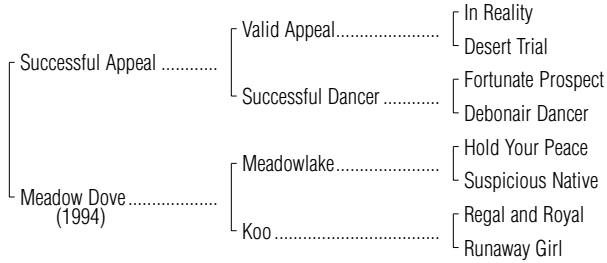 In Reality
Valid Appeal.....................
Desert Trial
Successful Appeal ............
Fortunate Prospect
Successful Dancer ............
Debonair Dancer
Hold Your Peace
Meadowlake.....................
Suspicious Native
Meadow Dove ...................
(1994)
Regal and Royal
Koo ...................................
Runaway Girl